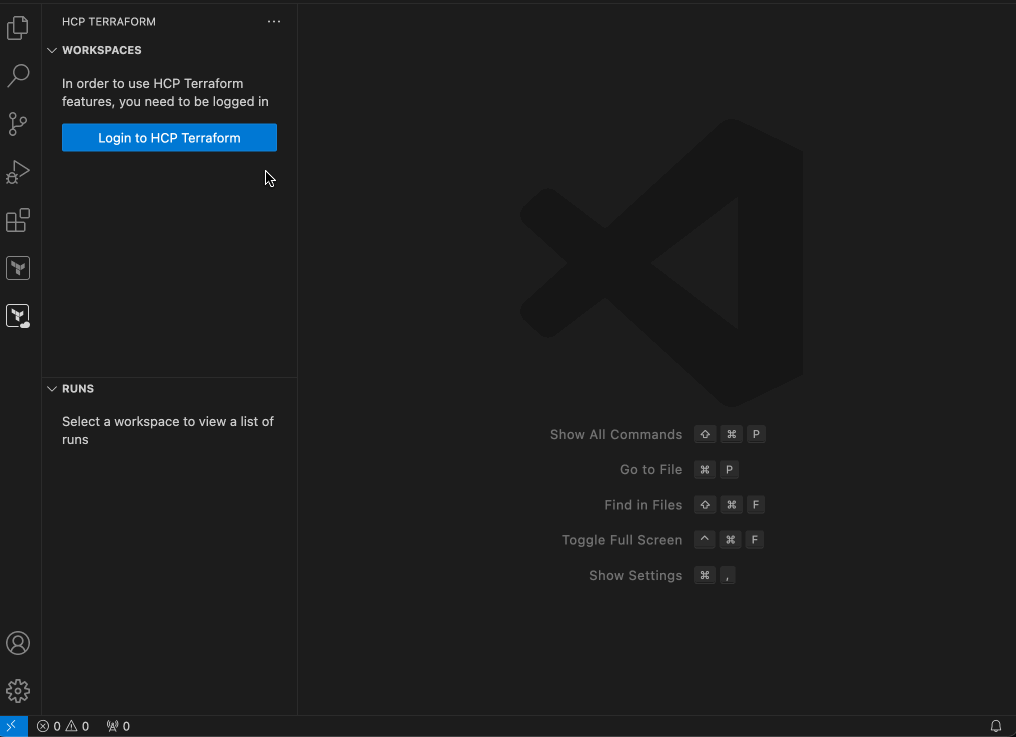 HCP TERRAFORM
WORKSPACES
In order to use HCP Terraform
features, you need to be logged in
Login to HCP Terraform
RUNS
Select a workspace to view a list of
runs
Show All Commands ⇧ ⌘ P
Go to File ⌘ P
Find in Files ⇧ ⌘ F
Toggle Full Screen ^ ⌘ F
Show Settings ⌘ ,
0 0 0